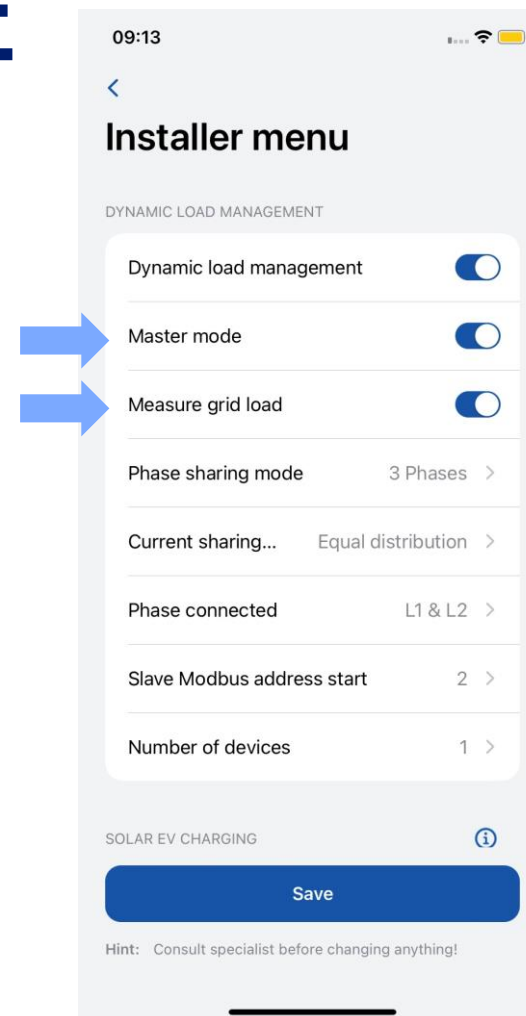 09:13
Installer menu
DYNAMIC LOAD MANAGEMENT
Dynamic load management
Master mode
Measure grid load
Phase sharing mode 3 Phases
Current sharing... Equal distribution
Phase connected L1 & L2
Slave Modbus address start 2
Number of devices 1
SOLAR EV CHARGING
Save
Hint: Consult specialist before changing anything!